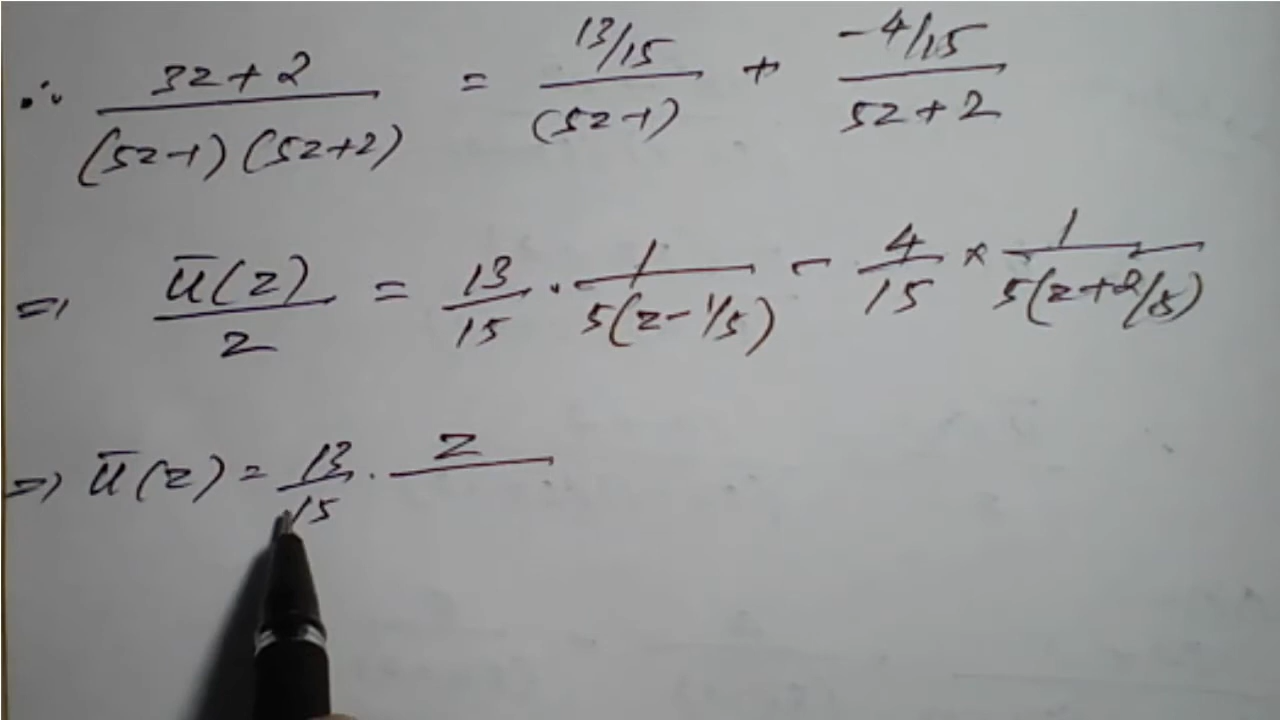 ∴ 3z+2 / (5z-1)(5z+2) = 13/15 / (5z-1) + -4/15 / 5z+2
⇒ ū(z) / z = 13/15 · 1 / 5(z-1/5) - 4/15 × 1 / 5(z+2/5)
⇒ ū(z) = 13/15 · z /